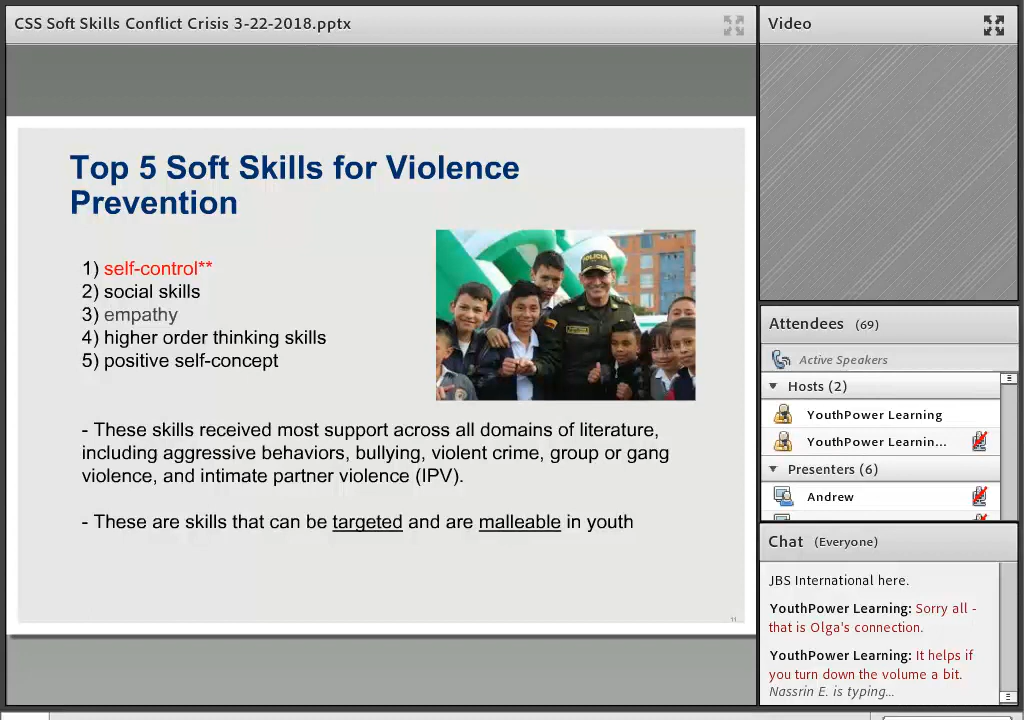 CSS Soft Skills Conflict Crisis 3-22-2018.pptx
Top 5 Soft Skills for Violence
Prevention
1) self-control**
2) social skills
3) empathy
4) higher order thinking skills
5) positive self-concept
POLICIA
- These skills received most support across all domains of literature,
including aggressive behaviors, bullying, violent crime, group or gang
violence, and intimate partner violence (IPV).
- These are skills that can be targeted and are malleable in youth
11
Video
Attendees (69)
Active Speakers
Hosts (2)
YouthPower Learning
YouthPower Learnin...
Presenters (6)
Andrew
Chat (Everyone)
JBS International here.
YouthPower Learning: Sorry all -
that is Olga's connection.
YouthPower Learning: It helps if
you turn down the volume a bit.
Nassrin E. is typing...